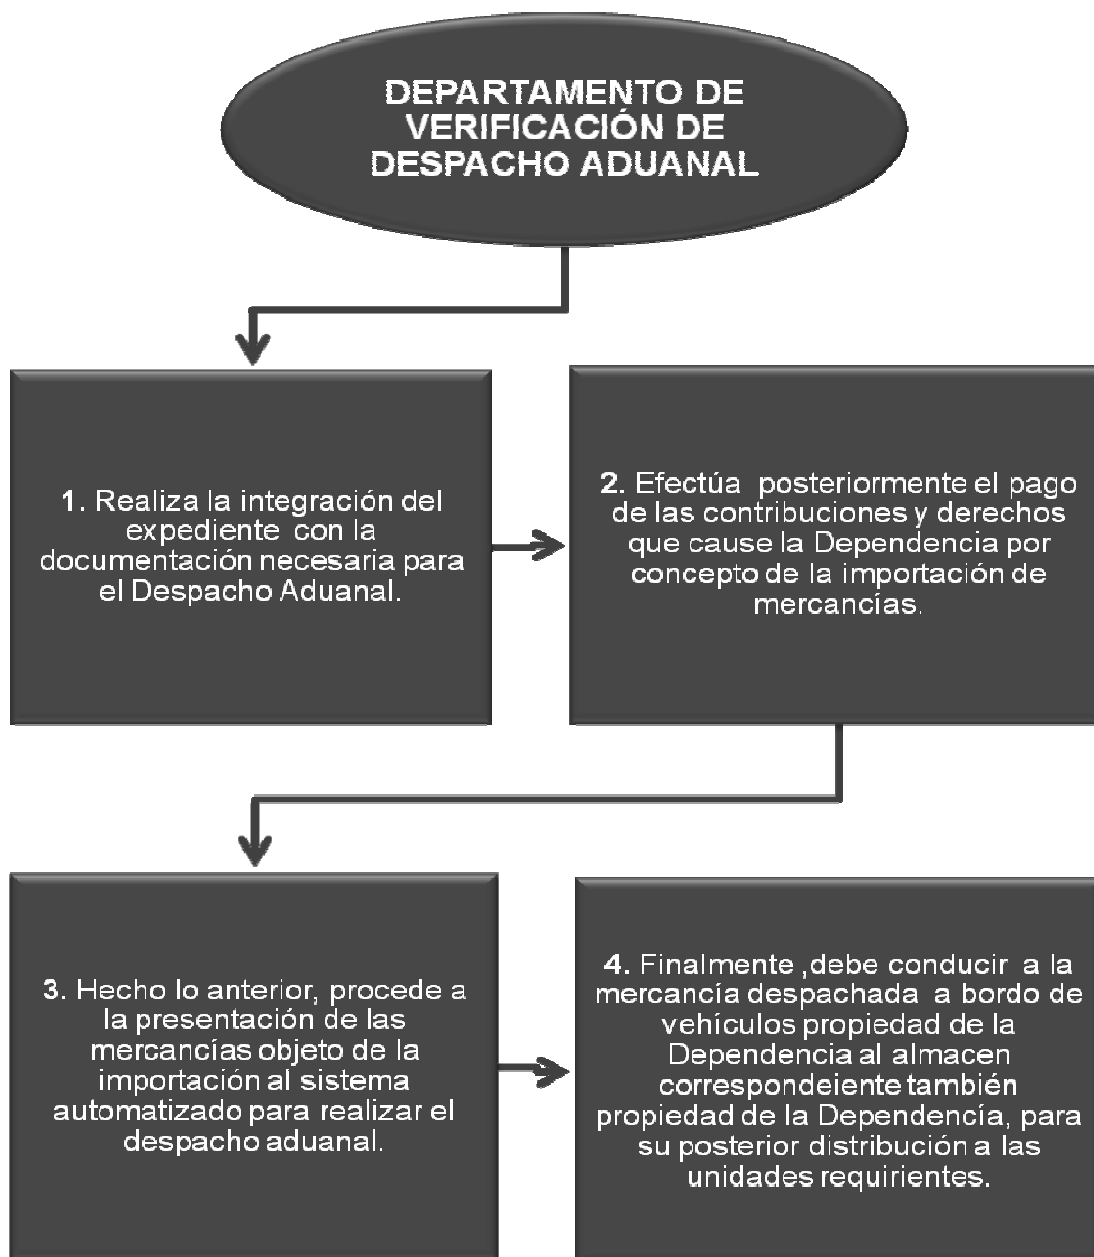 DEPARTAMENTO DE
VERIFICACIÓN DE
DESPACHO ADUANAL
1. Realiza la integración del
expediente con la
documentación necesaria para
el Despacho Aduanal.
2. Efectúa posteriormente el pago
de las contribuciones y derechos
que cause la Dependencia por
concepto de la importación de
mercancías.
3. Hecho lo anterior, procede a
la presentación de las
mercancías objeto de la
importación al sistema
automatizado para realizar el
despacho aduanal.
4. Finalmente ,debe conducir a la
mercancía despachada a bordo de
vehículos propiedad de la
Dependencia al almacen
correspondeiente también
propiedad de la Dependencía, para
su posterior distribución a las
unidades requirientes.